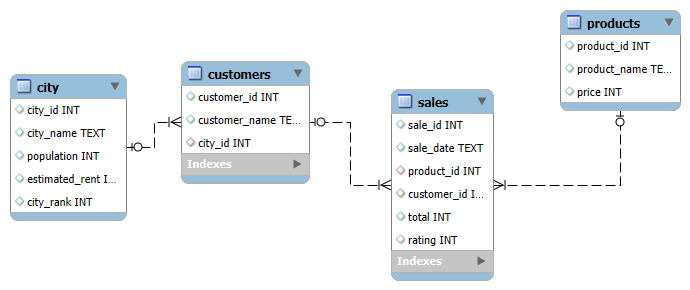 city
city_id INT
city_name TEXT
population INT
estimated_rent I...
city_rank INT
customers
customer_id INT
customer_name TE...
city_id INT
Indexes
sales
sale_id INT
sale_date TEXT
product_id INT
customer_id I...
total INT
rating INT
Indexes
products
product_id INT
product_name TE...
price INT